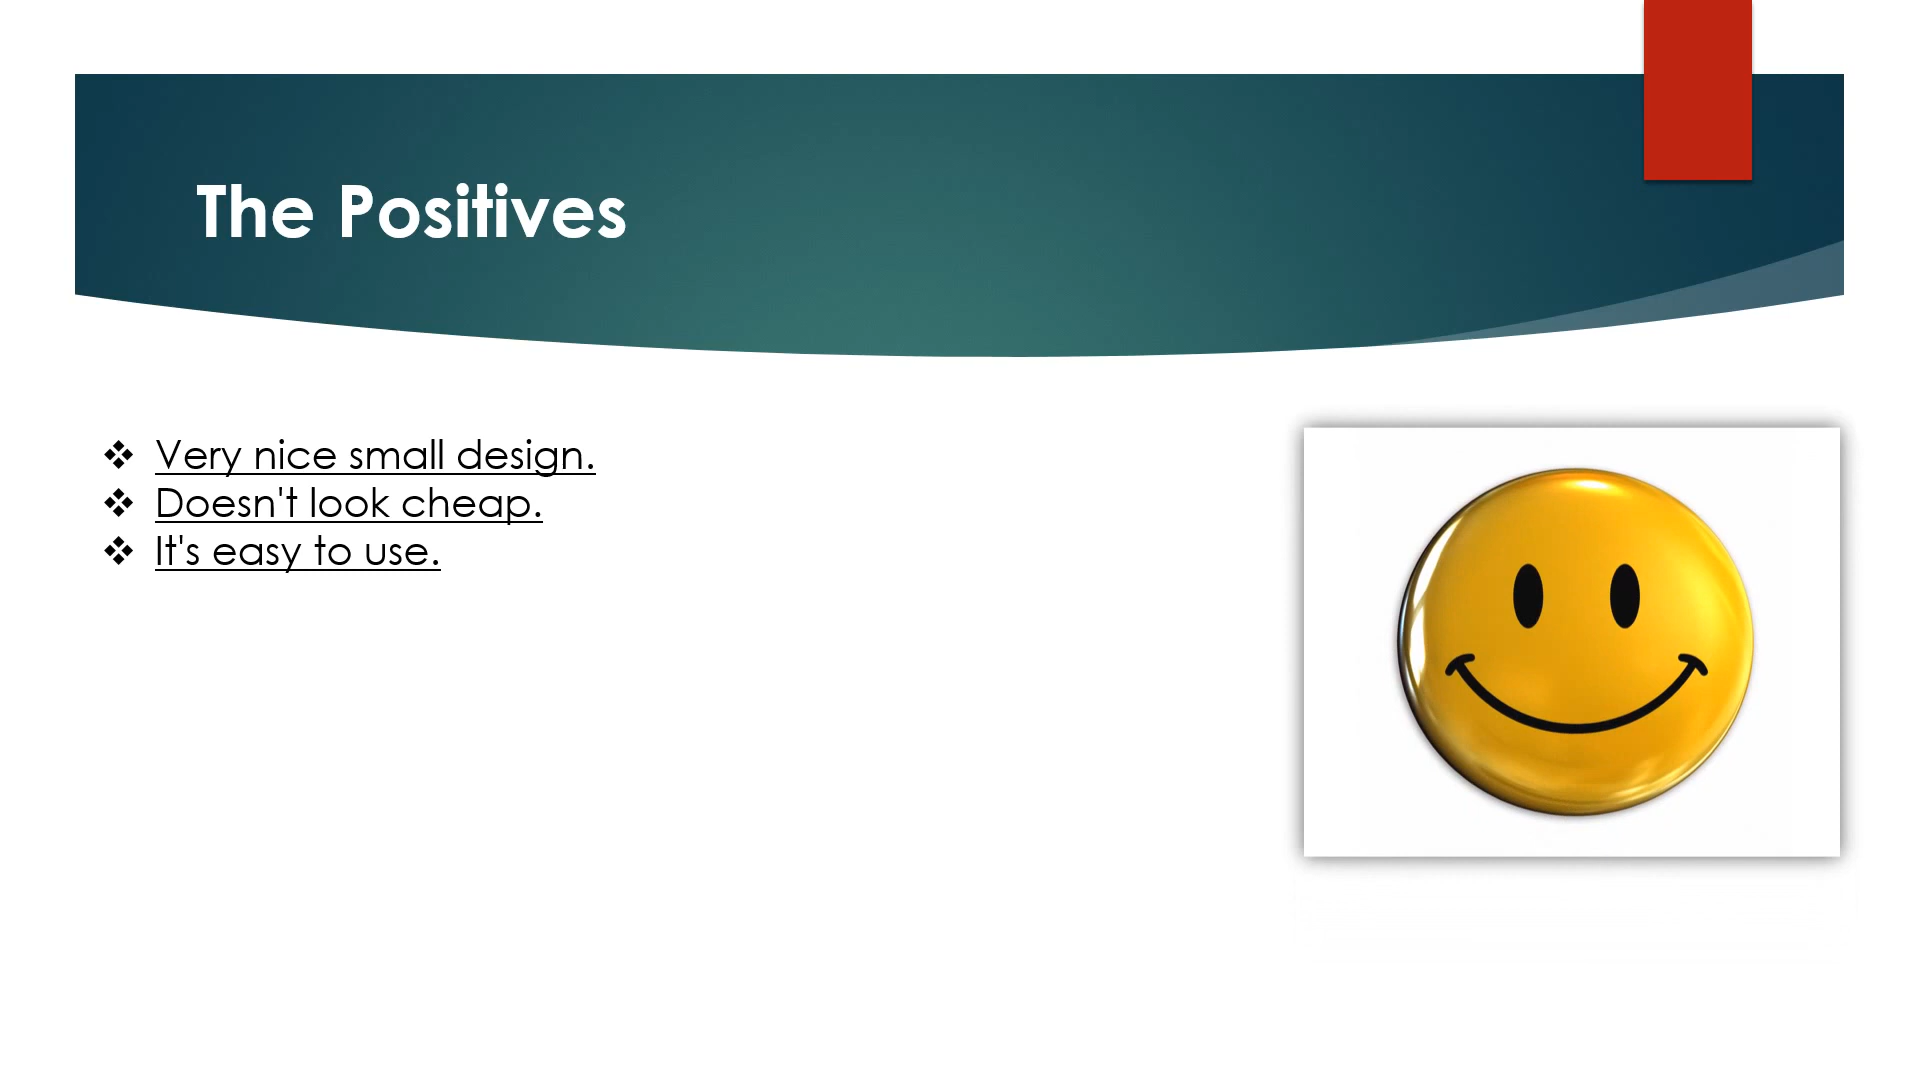 The Positives
❖ Very nice small design.
❖ Doesn't look cheap.
❖ It's easy to use.